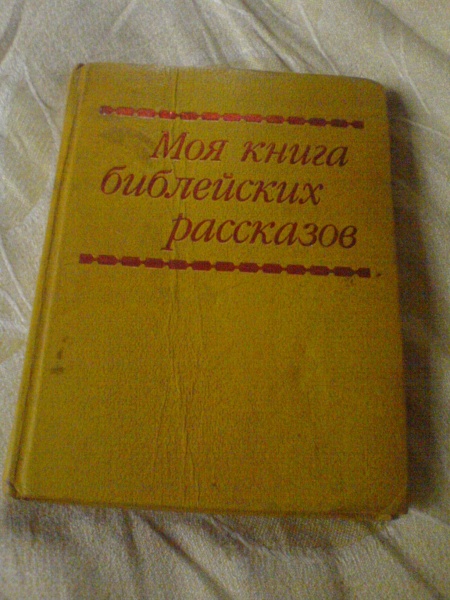 Моя книга
библейских
рассказов